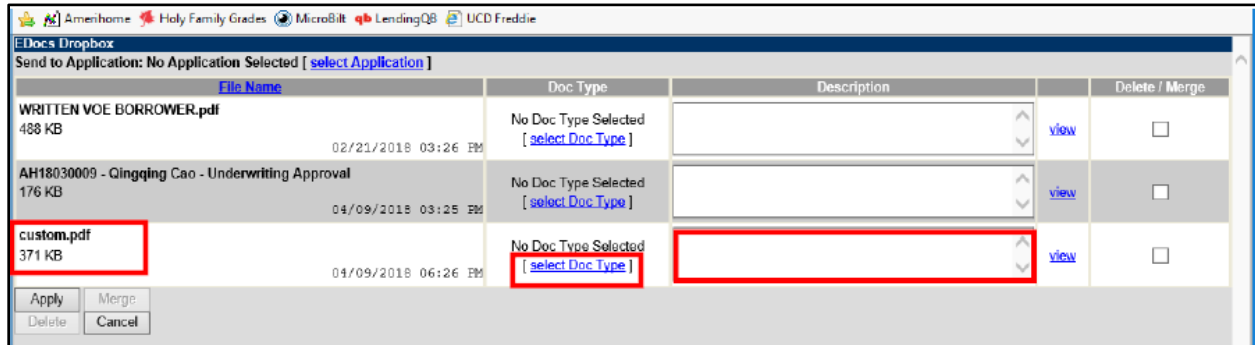 Amerihome Holy Family Grades MicroBilt qb LendingQB UCD Freddie
EDocs Dropbox
Send to Application: No Application Selected [ select Application ]
File Name Doc Type Description Delete / Merge
WRITTEN VOE BORROWER.pdf
488 KB
02/21/2018 03:26 PM
No Doc Type Selected
[ select Doc Type ]
view
AH18030009 - Qingqing Cao - Underwriting Approval
176 KB
04/09/2018 03:25 PM
No Doc Type Selected
[ select Doc Type ]
view
custom.pdf
371 KB
04/09/2018 06:26 PM
No Doc Type Selected
[ select Doc Type ]
view
Apply Merge
Delete Cancel